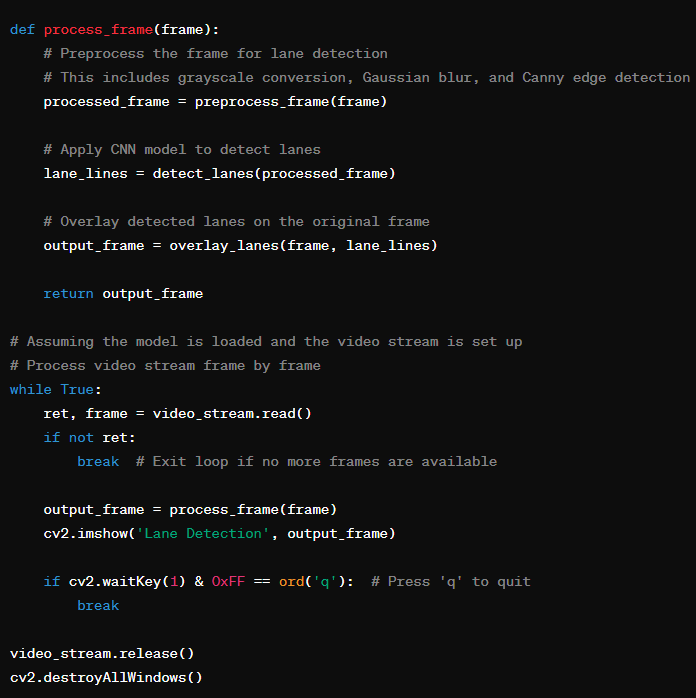 def process_frame(frame):
    # Preprocess the frame for lane detection
    # This includes grayscale conversion, Gaussian blur, and Canny edge detection
    processed_frame = preprocess_frame(frame)

    # Apply CNN model to detect lanes
    lane_lines = detect_lanes(processed_frame)

    # Overlay detected lanes on the original frame
    output_frame = overlay_lanes(frame, lane_lines)

    return output_frame

# Assuming the model is loaded and the video stream is set up
# Process video stream frame by frame
while True:
    ret, frame = video_stream.read()
    if not ret:
        break  # Exit loop if no more frames are available

    output_frame = process_frame(frame)
    cv2.imshow('Lane Detection', output_frame)

    if cv2.waitKey(1) & 0xFF == ord('q'):  # Press 'q' to quit
        break

video_stream.release()
cv2.destroyAllWindows()